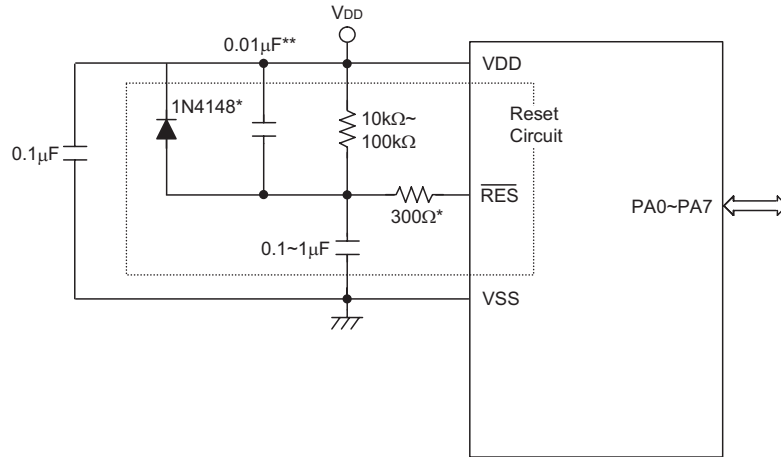 VDD
0.01µF**
VDD
1N4148*
Reset
Circuit
10kΩ~
100kΩ
0.1µF
RES
300Ω*
PA0~PA7
0.1~1µF
VSS